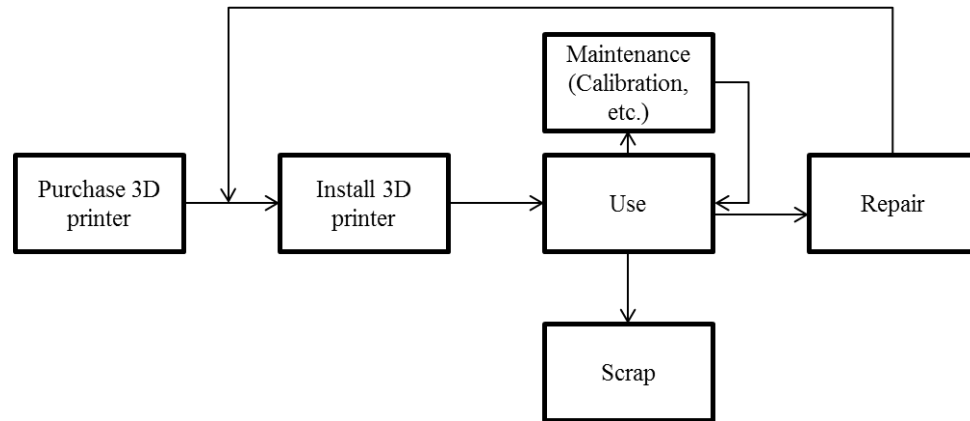 Maintenance
(Calibration,
etc.)
Purchase 3D
printer
Install 3D
printer
Use
Repair
Scrap